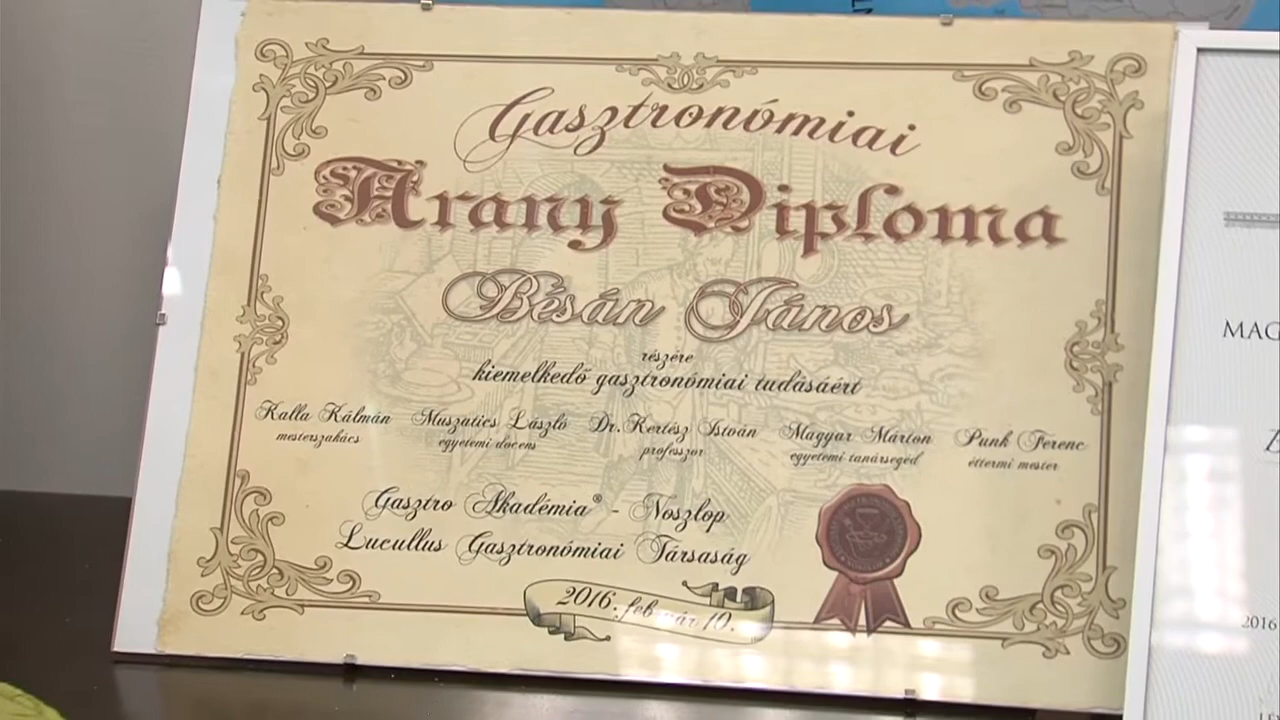 Gasztronómiai
Arany Diploma
Bésán János
részére
kiemelkedő gasztronómiai tudásáért
Kalla Kálmán Muszatics László Dr. Kertész István Magyar Márton Punk Ferenc
mesterszakács egyetemi docens professzor egyetemi tanársegéd éttermi mester
Gasztro Akadémia® - Noszlop
Lucullus Gasztronómiai Társaság
2016. február 10.
MAG
2016